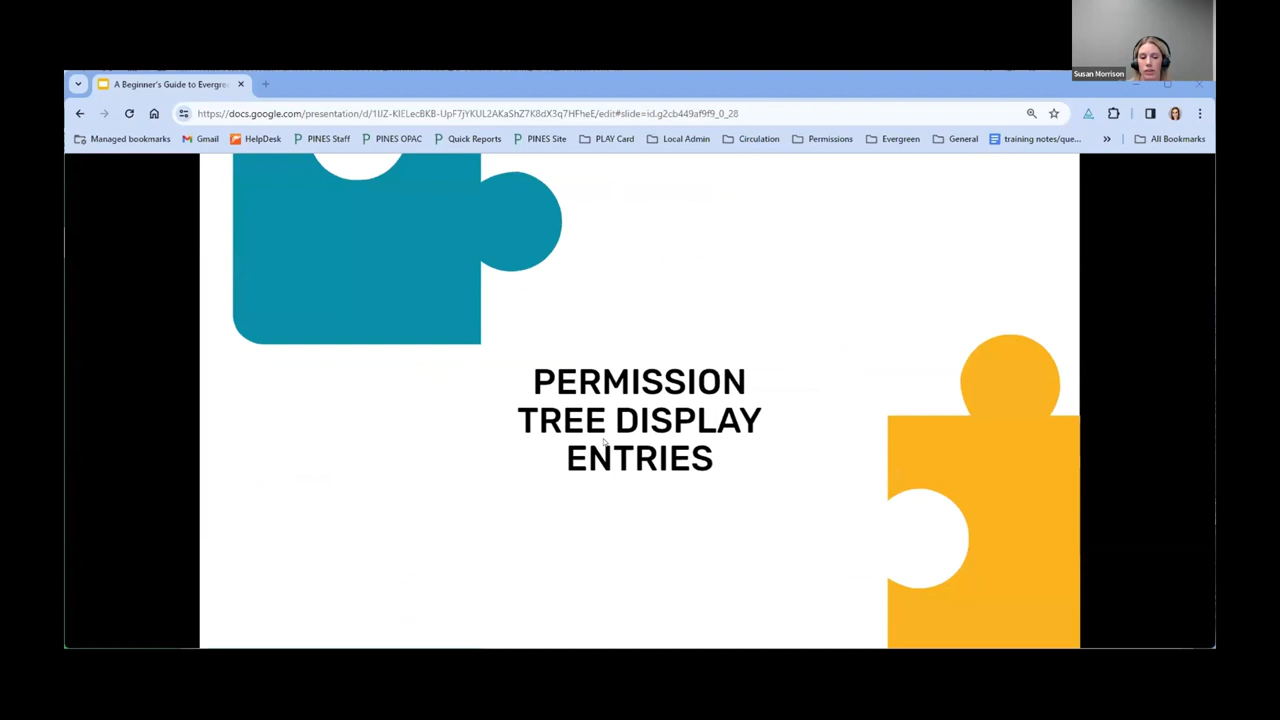 Susan Morrison
A Beginner's Guide to Evergre
https://docs.google.com/presentation/d/1IJZ-KIELecBKB-UpF7jYKUL2AKaShZ7K8dX3q7HFheE/edit#slide=id.g2cb449af9f9_0_28
Managed bookmarks Gmail HelpDesk PINES Staff PINES OPAC Quick Reports PINES Site PLAY Card Local Admin Circulation Permissions Evergreen General training notes/que... All Bookmarks
PERMISSION
TREE DISPLAY
ENTRIES